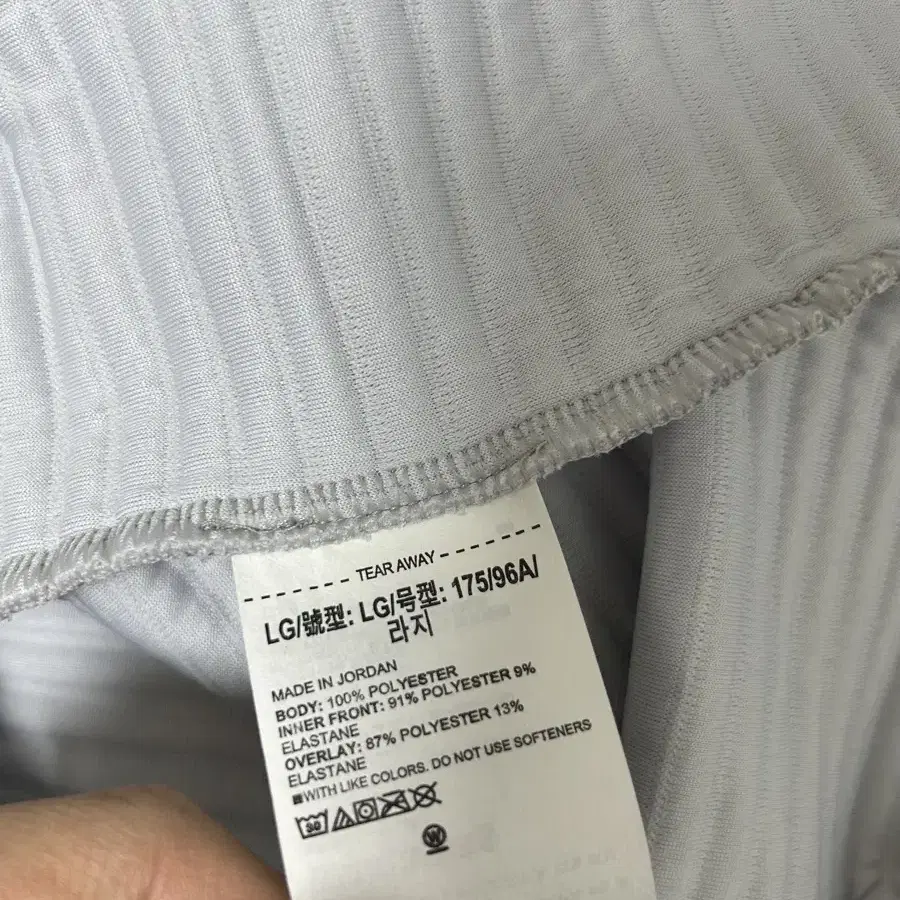 TEAR AWAY
LG/號型: LG/号型: 175/96A/
라지
MADE IN JORDAN
BODY: 100% POLYESTER
INNER FRONT: 91% POLYESTER 9%
ELASTANE
OVERLAY: 87% POLYESTER 13%
ELASTANE
WITH LIKE COLORS. DO NOT USE SOFTENERS
30
W